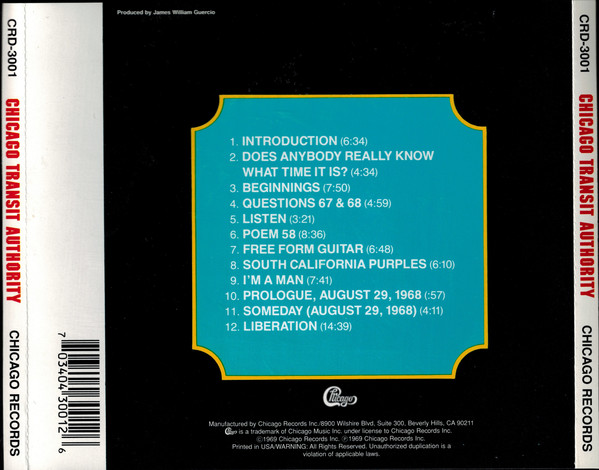 Produced by James William Guercio
CRD-3001 CHICAGO TRANSIT AUTHORITY CHICAGO RECORDS
1. INTRODUCTION (6:34)
2. DOES ANYBODY REALLY KNOW
WHAT TIME IT IS? (4:34)
3. BEGINNINGS (7:50)
4. QUESTIONS 67 & 68 (4:59)
5. LISTEN (3:21)
6. POEM 58 (8:36)
7. FREE FORM GUITAR (6:48)
8. SOUTH CALIFORNIA PURPLES (6:10)
9. I'M A MAN (7:41)
10. PROLOGUE, AUGUST 29, 1968 (:57)
11. SOMEDAY (AUGUST 29, 1968) (4:11)
12. LIBERATION (14:39)
7 03404 30012 6
Chicago
Manufactured by Chicago Records Inc./8900 Wilshire Blvd, Suite 300, Beverly Hills, CA 90211
Chicago is a trademark of Chicago Music Inc. under license to Chicago Records Inc.
©1969 Chicago Records Inc. ℗1969 Chicago Records Inc.
Printed in USA/WARNING: All Rights Reserved. Unauthorized duplication is a
violation of applicable laws.
CRD-3001 CHICAGO TRANSIT AUTHORITY CHICAGO RECORDS